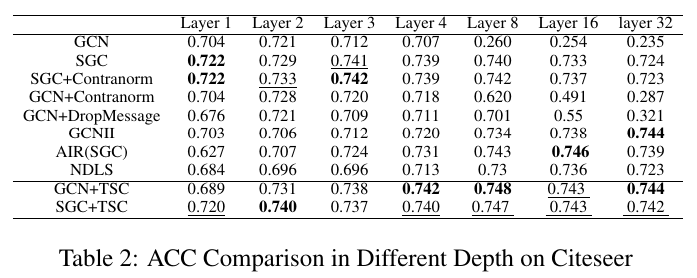 Layer 1 Layer 2 Layer 3 Layer 4 Layer 8 Layer 16 layer 32
GCN 0.704 0.721 0.712 0.707 0.260 0.254 0.235
SGC 0.722 0.729 0.741 0.739 0.740 0.733 0.724
SGC+Contranorm 0.722 0.733 0.742 0.739 0.742 0.737 0.723
GCN+Contranorm 0.704 0.728 0.720 0.718 0.620 0.491 0.287
GCN+DropMessage 0.676 0.721 0.709 0.711 0.701 0.55 0.321
GCNII 0.703 0.706 0.712 0.720 0.734 0.738 0.744
AIR(SGC) 0.627 0.707 0.724 0.731 0.743 0.746 0.739
NDLS 0.684 0.696 0.696 0.713 0.73 0.736 0.723
GCN+TSC 0.689 0.731 0.738 0.742 0.748 0.743 0.744
SGC+TSC 0.720 0.740 0.737 0.740 0.747 0.743 0.742
Table 2: ACC Comparison in Different Depth on Citeseer